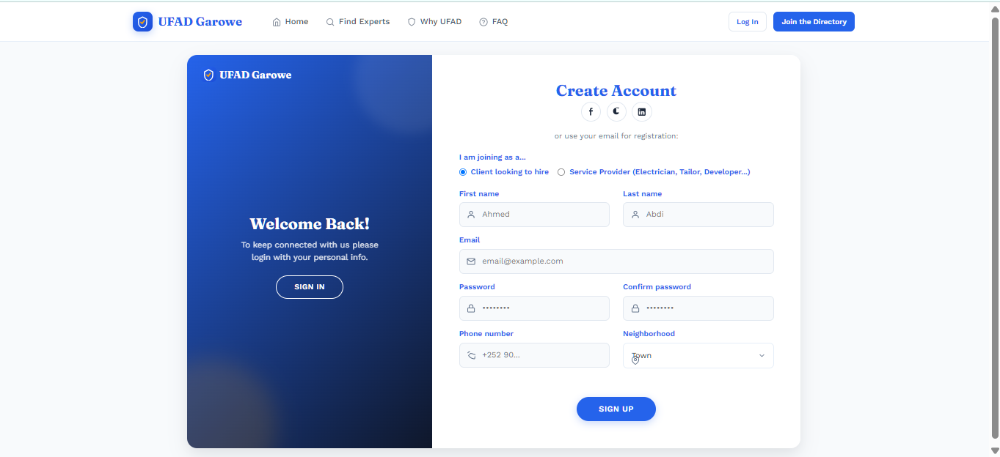 UFAD Garowe Home Find Experts Why UFAD FAQ Log In Join the Directory
UFAD Garowe
Welcome Back!
To keep connected with us please
login with your personal info.
SIGN IN
Create Account
or use your email for registration:
I am joining as a...
Client looking to hire Service Provider (Electrician, Tailor, Developer...)
First name Last name
Ahmed Abdi
Email
email@example.com
Password Confirm password
•••••••• ••••••••
Phone number Neighborhood
+252 90... Town
SIGN UP